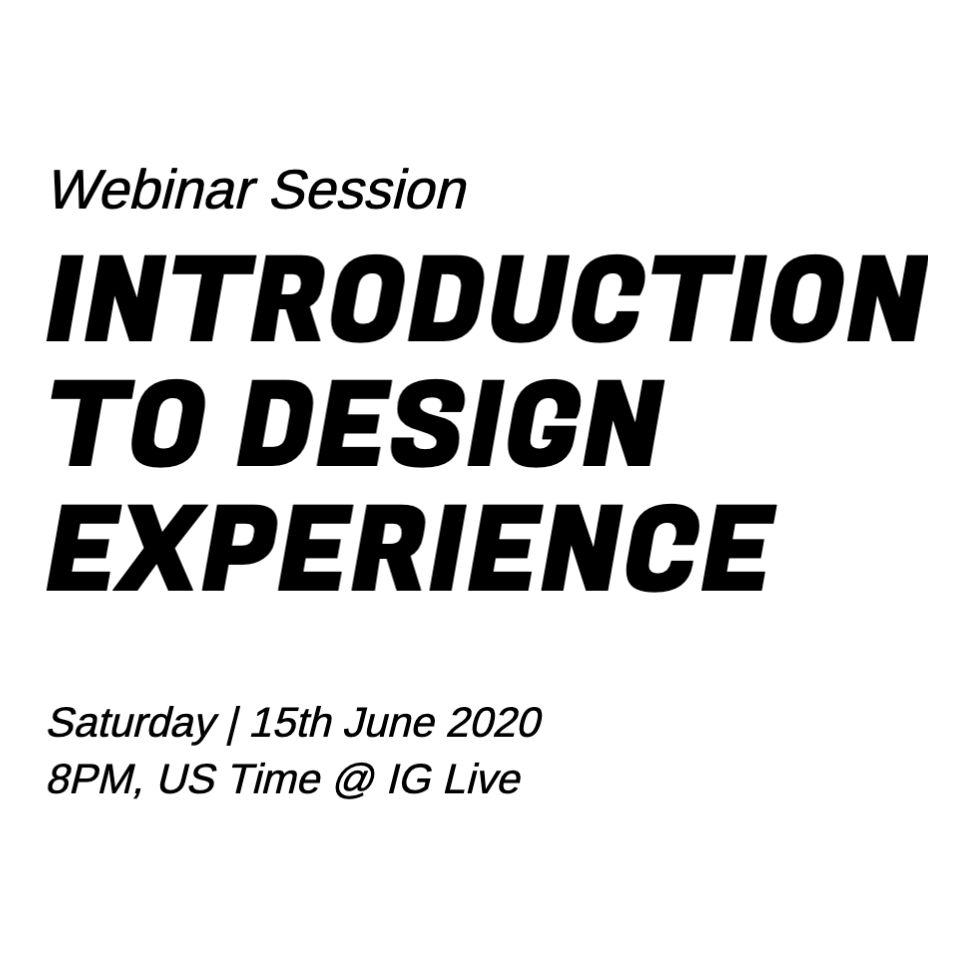 Webinar Session
INTRODUCTION
TO DESIGN
EXPERIENCE
Saturday | 15th June 2020
8PM, US Time @ IG Live